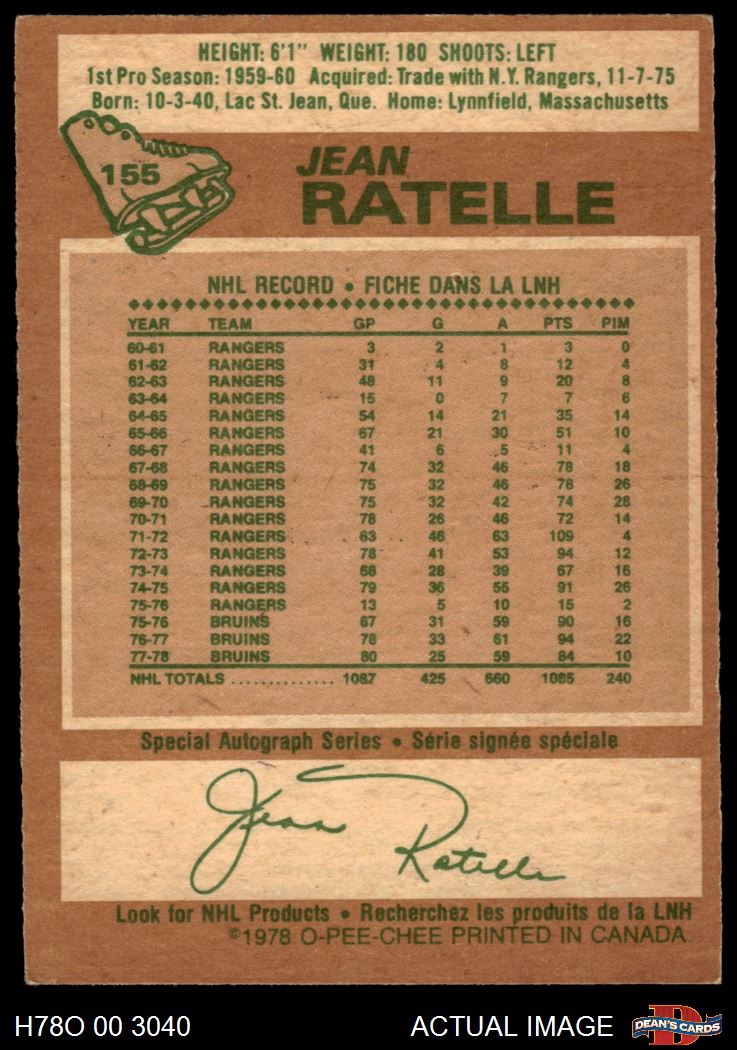 HEIGHT: 6'1" WEIGHT: 180 SHOOTS: LEFT
1st Pro Season: 1959-60 Acquired: Trade with N.Y. Rangers, 11-7-75
Born: 10-3-40, Lac St. Jean, Que. Home: Lynnfield, Massachusetts
155
JEAN
RATELLE
NHL RECORD • FICHE DANS LA LNH
YEAR TEAM GP G A PTS PIM
60-61 RANGERS 3 2 1 3 0
61-62 RANGERS 31 4 8 12 4
62-63 RANGERS 48 11 9 20 8
63-64 RANGERS 15 0 7 7 6
64-65 RANGERS 54 14 21 35 14
65-66 RANGERS 67 21 30 51 10
66-67 RANGERS 41 6 5 11 4
67-68 RANGERS 74 32 46 78 18
68-69 RANGERS 75 32 46 78 26
69-70 RANGERS 75 32 42 74 28
70-71 RANGERS 78 26 46 72 14
71-72 RANGERS 63 46 63 109 4
72-73 RANGERS 78 41 53 94 12
73-74 RANGERS 68 28 39 67 16
74-75 RANGERS 79 36 55 91 26
75-76 RANGERS 13 5 10 15 2
75-76 BRUINS 67 31 59 90 16
76-77 BRUINS 78 33 61 94 22
77-78 BRUINS 80 25 59 84 10
NHL TOTALS .............. 1087 425 660 1085 240
Special Autograph Series • Série signée spéciale
Jean Ratelle
Look for NHL Products • Recherchez les produits de la LNH
©1978 O-PEE-CHEE PRINTED IN CANADA.
H78O 00 3040 ACTUAL IMAGE D DEAN'S CARDS